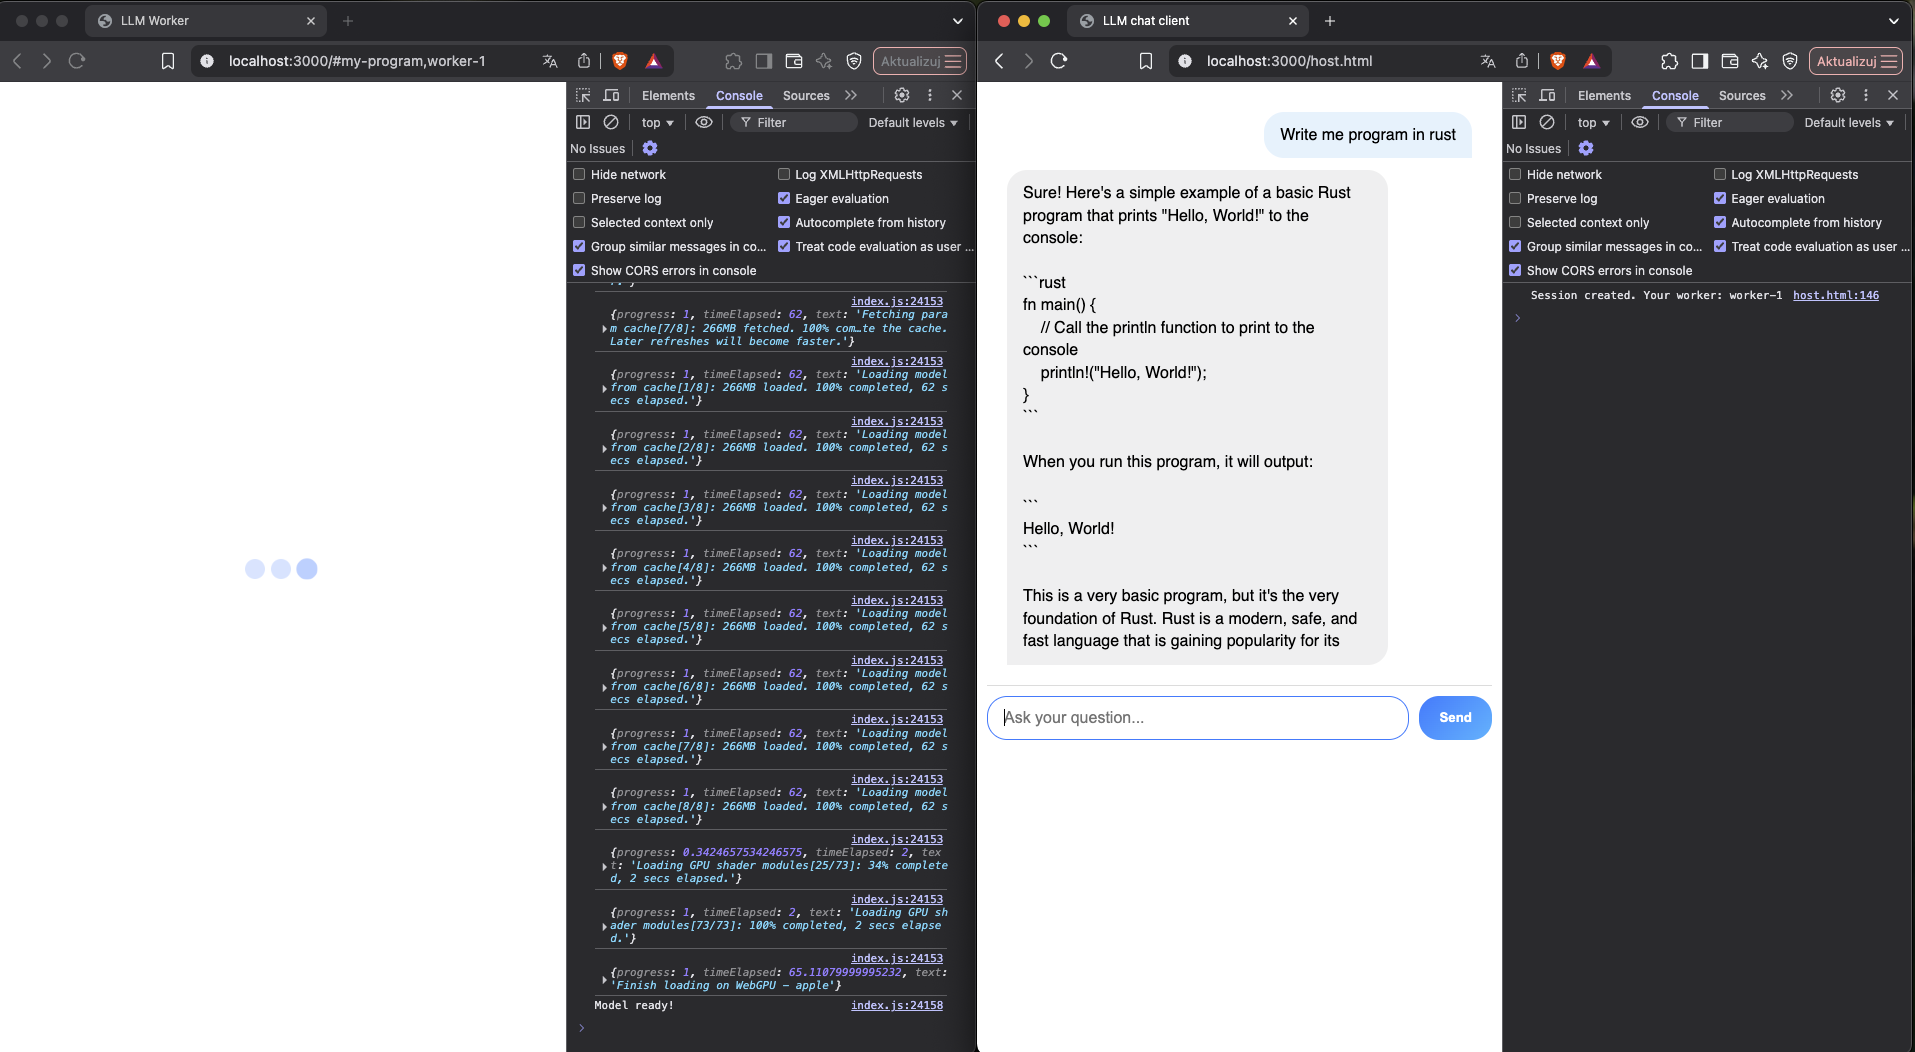 LLM Worker
localhost:3000/#my-program,worker-1
Aktualizuj
Elements Console Sources
top Filter Default levels
No Issues
Hide network Log XMLHttpRequests
Preserve log Eager evaluation
Selected context only Autocomplete from history
Group similar messages in co... Treat code evaluation as user ...
Show CORS errors in console
index.js:24153
{progress: 1, timeElapsed: 62, text: 'Fetching para
m cache[7/8]: 266MB fetched. 100% com…te the cache.
Later refreshes will become faster.'}
index.js:24153
{progress: 1, timeElapsed: 62, text: 'Loading model
from cache[1/8]: 266MB loaded. 100% completed, 62 s
ecs elapsed.'}
index.js:24153
{progress: 1, timeElapsed: 62, text: 'Loading model
from cache[2/8]: 266MB loaded. 100% completed, 62 s
ecs elapsed.'}
index.js:24153
{progress: 1, timeElapsed: 62, text: 'Loading model
from cache[3/8]: 266MB loaded. 100% completed, 62 s
ecs elapsed.'}
index.js:24153
{progress: 1, timeElapsed: 62, text: 'Loading model
from cache[4/8]: 266MB loaded. 100% completed, 62 s
ecs elapsed.'}
index.js:24153
{progress: 1, timeElapsed: 62, text: 'Loading model
from cache[5/8]: 266MB loaded. 100% completed, 62 s
ecs elapsed.'}
index.js:24153
{progress: 1, timeElapsed: 62, text: 'Loading model
from cache[6/8]: 266MB loaded. 100% completed, 62 s
ecs elapsed.'}
index.js:24153
{progress: 1, timeElapsed: 62, text: 'Loading model
from cache[7/8]: 266MB loaded. 100% completed, 62 s
ecs elapsed.'}
index.js:24153
{progress: 1, timeElapsed: 62, text: 'Loading model
from cache[8/8]: 266MB loaded. 100% completed, 62 s
ecs elapsed.'}
index.js:24153
{progress: 0.3424657534246575, timeElapsed: 2, tex
t: 'Loading GPU shader modules[25/73]: 34% complete
d, 2 secs elapsed.'}
index.js:24153
{progress: 1, timeElapsed: 2, text: 'Loading GPU sh
ader modules[73/73]: 100% completed, 2 secs elapse
d.'}
index.js:24153
{progress: 1, timeElapsed: 65.11079999995232, text:
'Finish loading on WebGPU - apple'}
Model ready! index.js:24158
LLM chat client
localhost:3000/host.html
Aktualizuj
Write me program in rust
Sure! Here's a simple example of a basic Rust
program that prints "Hello, World!" to the
console:
```rust
fn main() {
// Call the println function to print to the
console
println!("Hello, World!");
}
```
When you run this program, it will output:
```
Hello, World!
```
This is a very basic program, but it's the very
foundation of Rust. Rust is a modern, safe, and
fast language that is gaining popularity for its
Ask your question...
Send
Elements Console Sources
top Filter Default levels
No Issues
Hide network Log XMLHttpRequests
Preserve log Eager evaluation
Selected context only Autocomplete from history
Group similar messages in co... Treat code evaluation as user ...
Show CORS errors in console
Session created. Your worker: worker-1 host.html:146